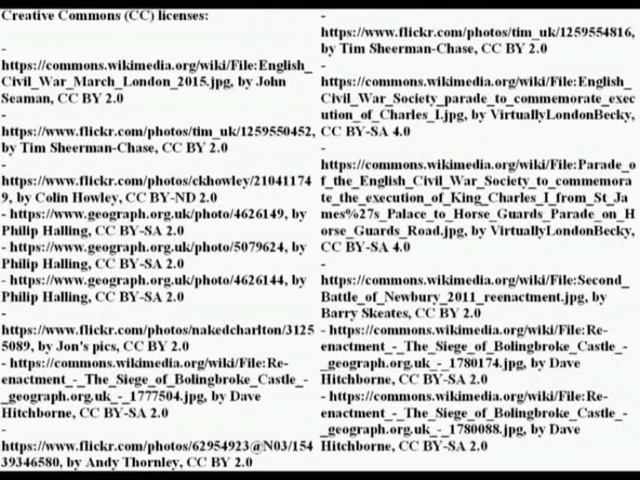 Creative Commons (CC) licenses:
-
https://commons.wikimedia.org/wiki/File:English_
Civil_War_March_London_2015.jpg, by John
Seaman, CC BY 2.0
-
https://www.flickr.com/photos/tim_uk/1259550452,
by Tim Sheerman-Chase, CC BY 2.0
-
https://www.flickr.com/photos/ckhowley/21041174
9, by Colin Howley, CC BY-ND 2.0
- https://www.geograph.org.uk/photo/4626149, by
Philip Halling, CC BY-SA 2.0
- https://www.geograph.org.uk/photo/5079624, by
Philip Halling, CC BY-SA 2.0
- https://www.geograph.org.uk/photo/4626144, by
Philip Halling, CC BY-SA 2.0
-
https://www.flickr.com/photos/nakedcharlton/3125
5089, by Jon's pics, CC BY 2.0
- https://commons.wikimedia.org/wiki/File:Re-
enactment_-_The_Siege_of_Bolingbroke_Castle_-
_geograph.org.uk_-_1777504.jpg, by Dave
Hitchborne, CC BY-SA 2.0
-
https://www.flickr.com/photos/62954923@N03/154
39346580, by Andy Thornley, CC BY 2.0
-
https://www.flickr.com/photos/tim_uk/1259554816,
by Tim Sheerman-Chase, CC BY 2.0
-
https://commons.wikimedia.org/wiki/File:English_
Civil_War_Society_parade_to_commemorate_exec
ution_of_Charles_I.jpg, by VirtuallyLondonBecky,
CC BY-SA 4.0
-
https://commons.wikimedia.org/wiki/File:Parade_o
f_the_English_Civil_War_Society_to_commemora
te_the_execution_of_King_Charles_I_from_St_Ja
mes%27s_Palace_to_Horse_Guards_Parade_on_H
orse_Guards_Road.jpg, by VirtuallyLondonBecky,
CC BY-SA 4.0
-
https://commons.wikimedia.org/wiki/File:Second_
Battle_of_Newbury_2011_reenactment.jpg, by
Barry Skeates, CC BY 2.0
- https://commons.wikimedia.org/wiki/File:Re-
enactment_-_The_Siege_of_Bolingbroke_Castle_-
_geograph.org.uk_-_1780174.jpg, by Dave
Hitchborne, CC BY-SA 2.0
- https://commons.wikimedia.org/wiki/File:Re-
enactment_-_The_Siege_of_Bolingbroke_Castle_-
_geograph.org.uk_-_1780088.jpg, by Dave
Hitchborne, CC BY-SA 2.0